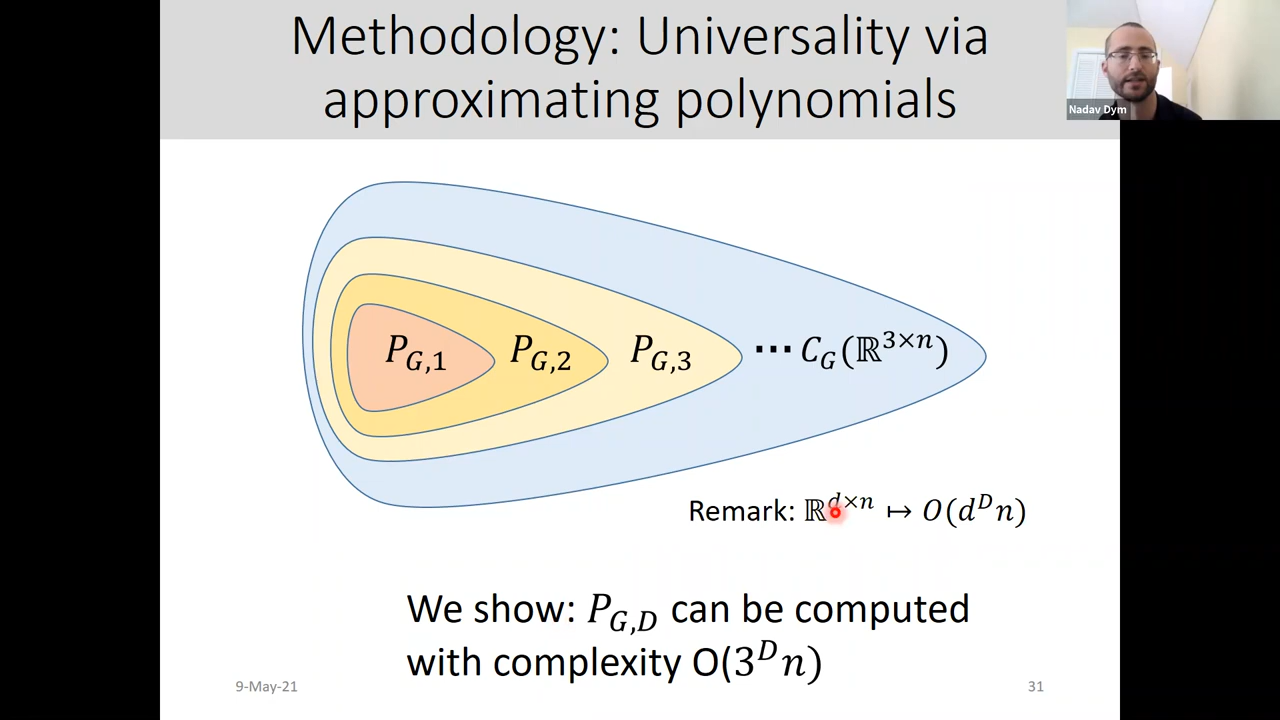 Methodology: Universality via
approximating polynomials
Nadav Dym
P_{G,1} P_{G,2} P_{G,3} ⋯ C_G(ℝ^{3×n})
Remark: ℝ^{d×n} ↦ O(d^D n)
We show: P_{G,D} can be computed
with complexity O(3^D n)
9-May-21
31